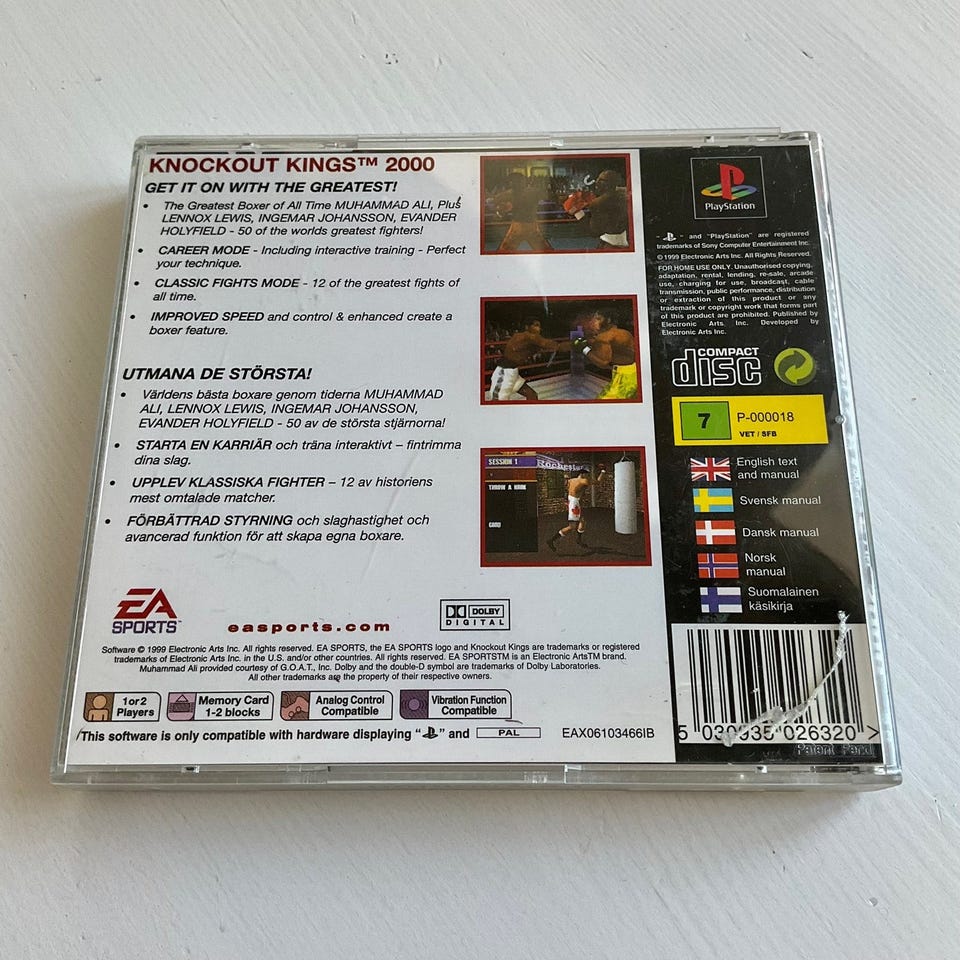 KNOCKOUT KINGS™ 2000
GET IT ON WITH THE GREATEST!
• The Greatest Boxer of All Time MUHAMMAD ALI, Plus
LENNOX LEWIS, INGEMAR JOHANSSON, EVANDER
HOLYFIELD - 50 of the worlds greatest fighters!
• CAREER MODE - Including interactive training - Perfect
your technique.
• CLASSIC FIGHTS MODE - 12 of the greatest fights of
all time.
• IMPROVED SPEED and control & enhanced create a
boxer feature.
UTMANA DE STÖRSTA!
• Världens bästa boxare genom tiderna MUHAMMAD
ALI, LENNOX LEWIS, INGEMAR JOHANSSON,
EVANDER HOLYFIELD - 50 av de största stjärnorna!
• STARTA EN KARRIÄR och träna interaktivt – fintrimma
dina slag.
• UPPLEV KLASSISKA FIGHTER – 12 av historiens
mest omtalade matcher.
• FÖRBÄTTRAD STYRNING och slaghastighet och
avancerad funktion för att skapa egna boxare.
SESSION 1
THROW A HOOK
EA
SPORTS™
easports.com
DOLBY
DIGITAL
Software © 1999 Electronic Arts Inc. All rights reserved. EA SPORTS, the EA SPORTS logo and Knockout Kings are trademarks or registered
trademarks of Electronic Arts Inc. in the U.S. and/or other countries. All rights reserved. EA SPORTSTM is an Electronic ArtsTM brand.
Muhammad Ali provided courtesy of G.O.A.T., Inc. Dolby and the double-D symbol are trademarks of Dolby Laboratories.
All other trademarks are the property of their respective owners.
1 or 2
Players
Memory Card
1-2 blocks
Analog Control
Compatible
Vibration Function
Compatible
This software is only compatible with hardware displaying " " and PAL
EAX06103466IB
PlayStation
" " and "PlayStation" are registered
trademarks of Sony Computer Entertainment Inc.
© 1999 Electronic Arts Inc. All Rights Reserved.
FOR HOME USE ONLY. Unauthorised copying,
adaptation, rental, lending, re-sale, arcade
use, charging for use, broadcast, cable
transmission, public performance, distribution
or extraction of this product or any
trademark or copyright work that forms part
of this product are prohibited. Published by
Electronic Arts. Inc. Developed by
Electronic Arts, Inc.
COMPACT
disc
7
P-000018
VET / SFB
English text
and manual
Svensk manual
Dansk manual
Norsk
manual
Suomalainen
käsikirja
5 030935 026320 >
Patent Pend